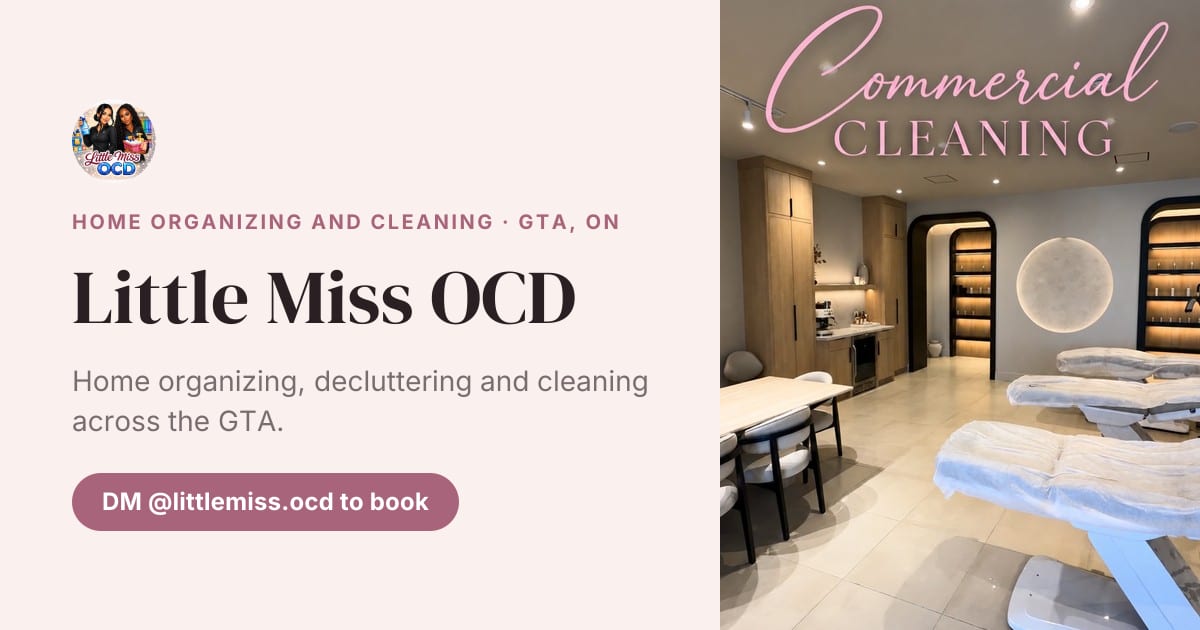 Little Miss
OCD
HOME ORGANIZING AND CLEANING · GTA, ON
Little Miss OCD
Home organizing, decluttering and cleaning
across the GTA.
DM @littlemiss.ocd to book
Commercial
CLEANING